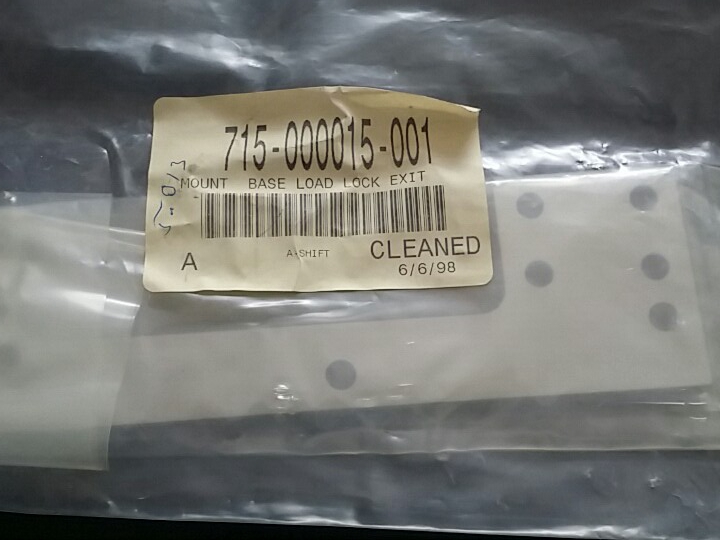 715-000015-001
MOUNT BASE LOAD LOCK EXIT
A
A-SHIFT
CLEANED
6/6/98